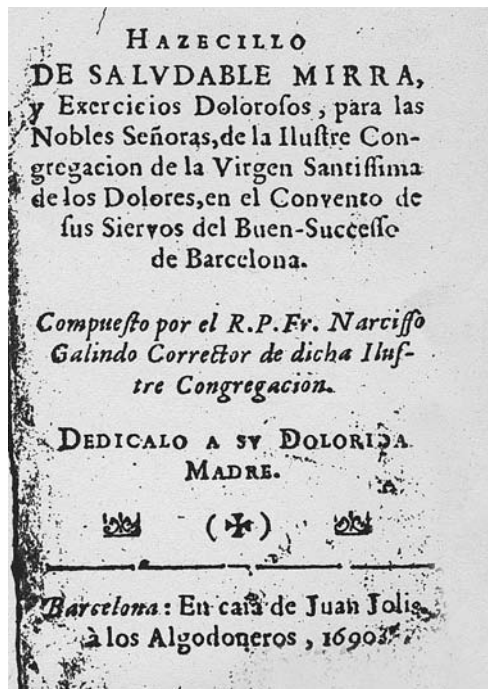 HAZECILLO
DE SALVDABLE MIRRA,
y Exercicios Doloroſos, para las
Nobles Señoras, de la Iluſtre Con-
gregacion de la Virgen Santiſſima
de los Dolores, en el Convento de
ſus Siervos del Buen-Succeſſo
de Barcelona.
Compueſto por el R.P.Fr. Narciſſo
Galindo Corrector de dicha Iluſ-
tre Congregacion.
DEDICALO A SV DOLORIDA
MADRE.
(✠)
Barcelona: En caſa de Juan Jolis
à los Algodoneros, 1690.